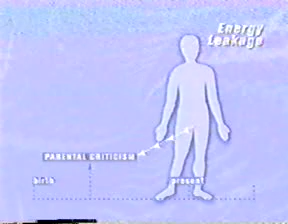 Energy
Leakage
PARENTAL CRITICISM
birth
present